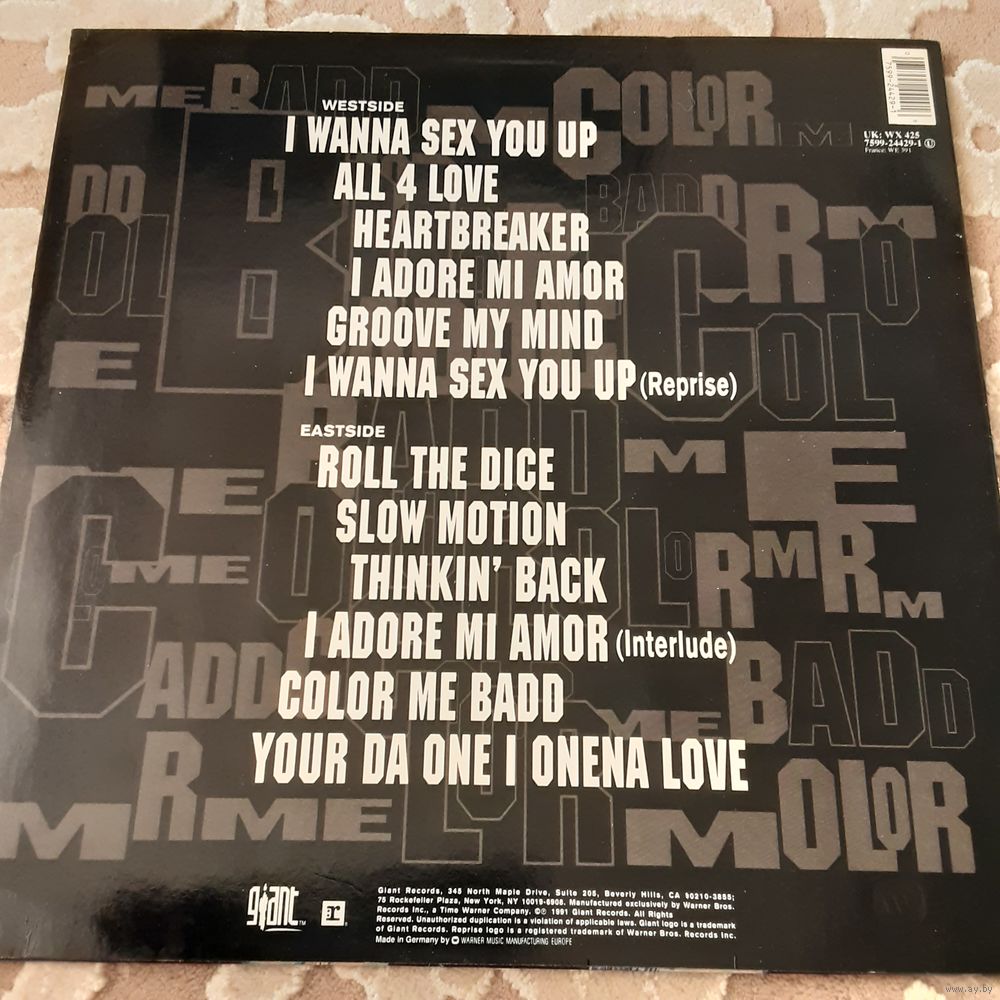 WESTSIDE
I WANNA SEX YOU UP
ALL 4 LOVE
HEARTBREAKER
I ADORE MI AMOR
GROOVE MY MIND
I WANNA SEX YOU UP (Reprise)
EASTSIDE
ROLL THE DICE
SLOW MOTION
THINKIN' BACK
I ADORE MI AMOR (Interlude)
COLOR ME BADD
YOUR DA ONE I ONENA LOVE
UK: WX 425
7599-24429-1 Ⓤ
France: WE 391
giant™
r
Giant Records, 345 North Maple Drive, Suite 205, Beverly Hills, CA 90210-3855;
75 Rockefeller Plaza, New York, NY 10019-6908. Manufactured exclusively by Warner Bros.
Records Inc., a Time Warner Company. ©℗ 1991 Giant Records. All Rights
Reserved. Unauthorized duplication is a violation of applicable laws. Giant logo is a trademark
of Giant Records. Reprise logo is a registered trademark of Warner Bros. Records Inc.
Made in Germany by WARNER MUSIC MANUFACTURING EUROPE
www.ay.by